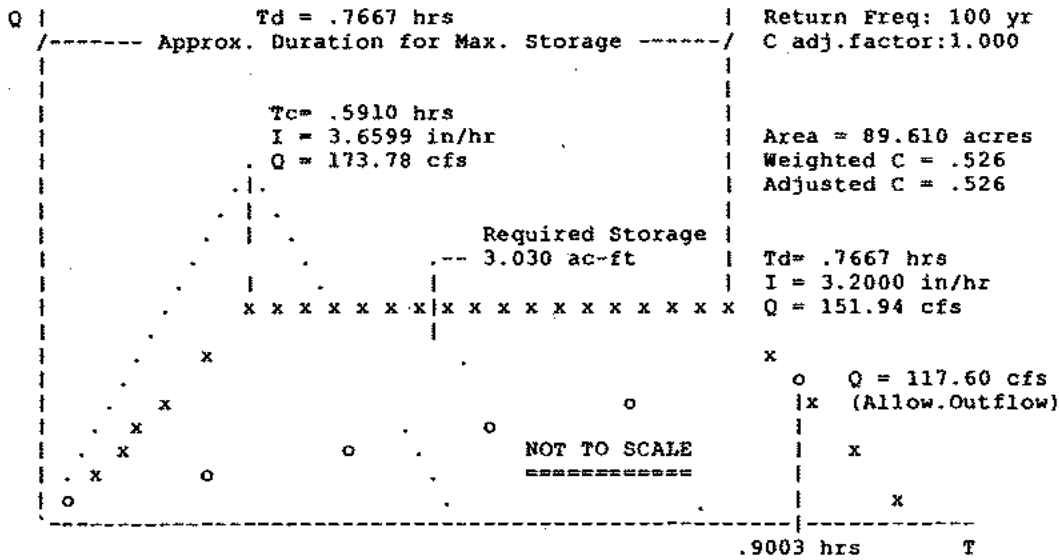 Q Td = .7667 hrs Return Freq: 100 yr
/------- Approx. Duration for Max. Storage ------/ C adj.factor:1.000
Tc= .5910 hrs
I = 3.6599 in/hr Area = 89.610 acres
Q = 173.78 cfs Weighted C = .526
Adjusted C = .526
Required Storage
3.030 ac-ft Td= .7667 hrs
I = 3.2000 in/hr
x x x x x x x x x x x x x x x x x x Q = 151.94 cfs
x x
o Q = 117.60 cfs
x o x (Allow.Outflow)
x o
x o NOT TO SCALE x
x o ============
o x
.9003 hrs T